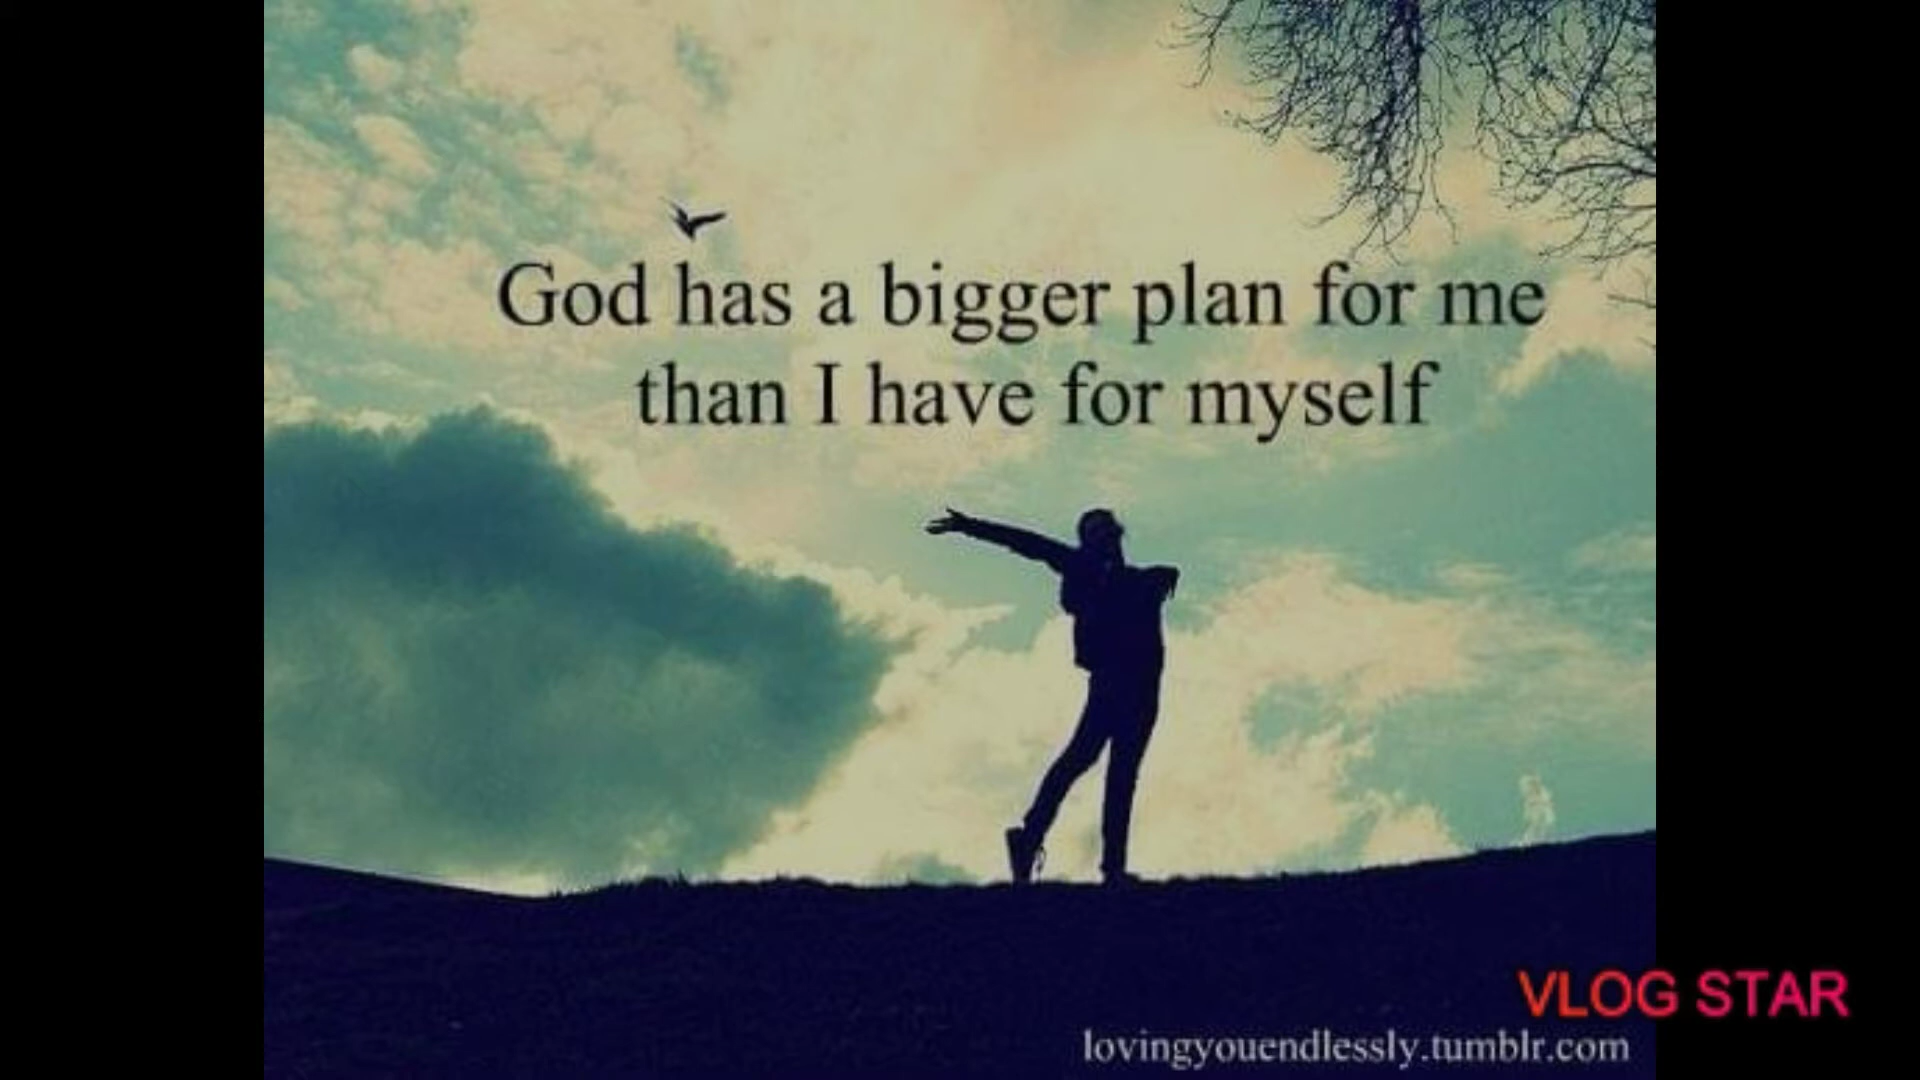 God has a bigger plan for me
than I have for myself
VLOG STAR
lovingyouendlessly.tumblr.com